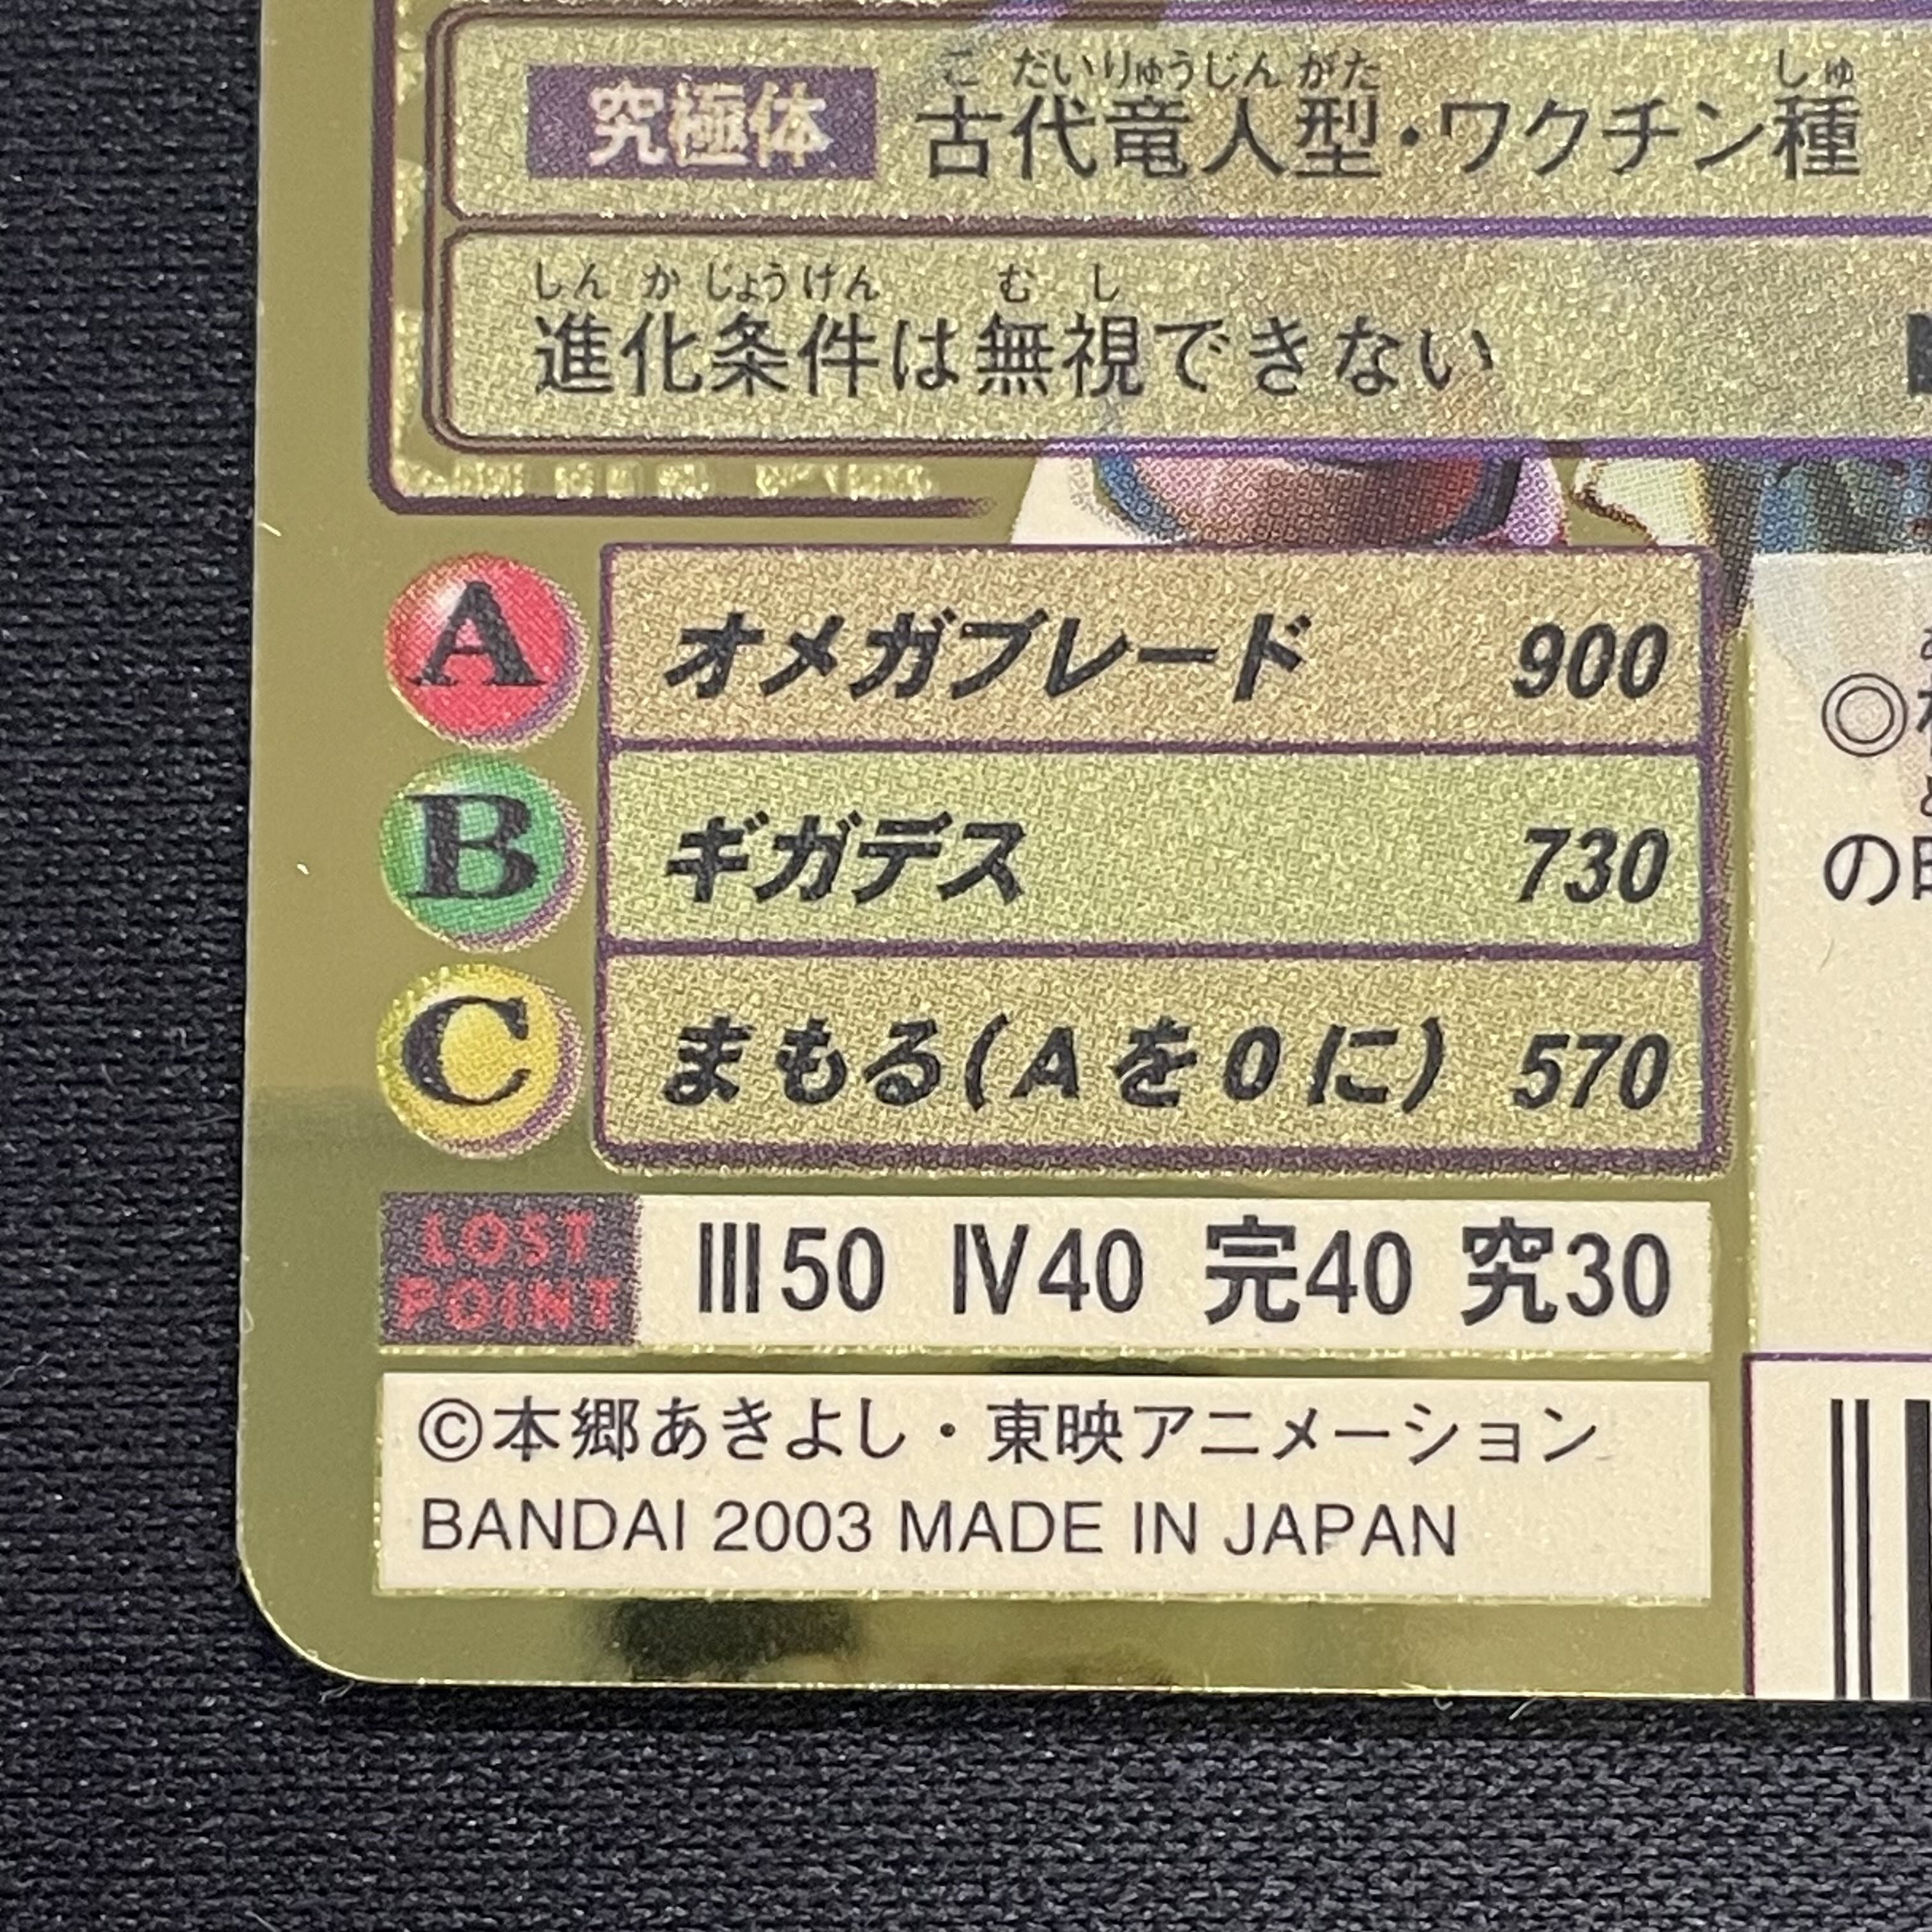 こ だいりゅうじん がた しゅ
究極体 古代竜人型・ワクチン種
しん か じょうけん む し
進化条件は無視できない
A オメガブレード 900
B ギガデス 730
C まもる(Aを0に) 570
LOST POINT Ⅲ50 Ⅳ40 完40 究30
©本郷あきよし・東映アニメーション
BANDAI 2003 MADE IN JAPAN
◎
の